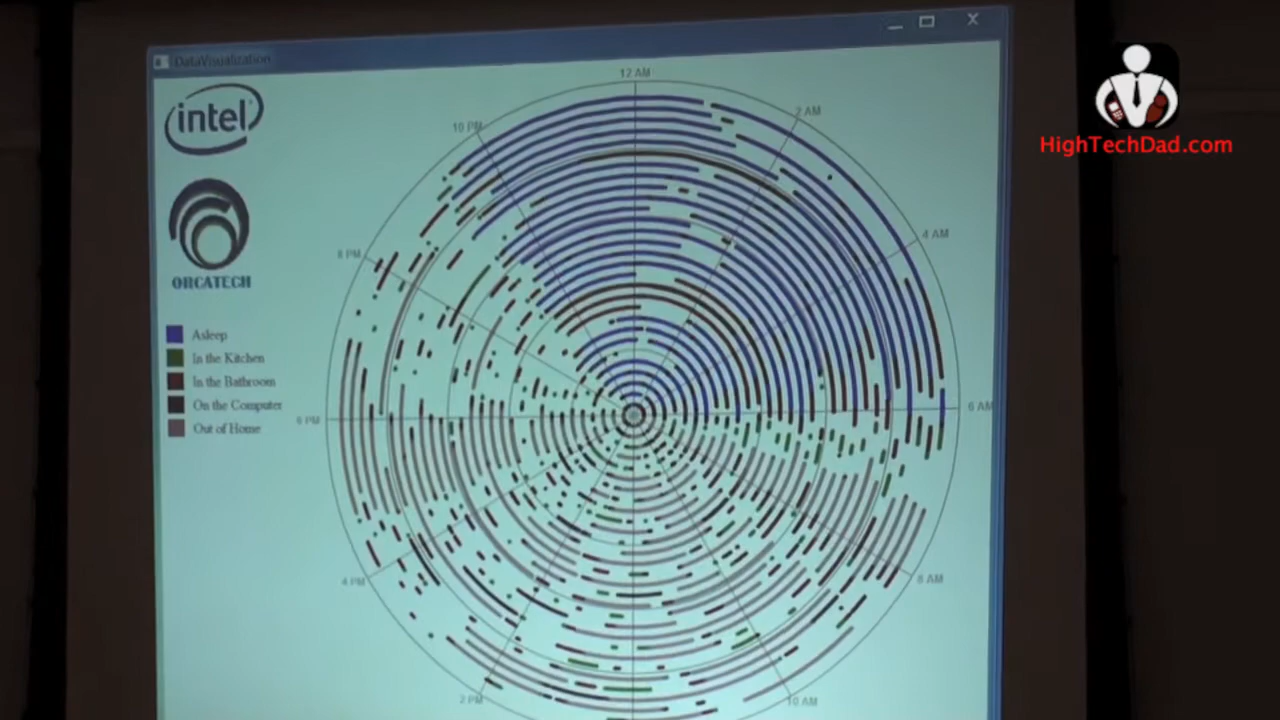 DataVisualization
intel
ORCATECH
Asleep
In the Kitchen
In the Bathroom
On the Computer
Out of Home
12 AM
2 AM
4 AM
6 AM
8 AM
10 AM
2 PM
4 PM
6 PM
8 PM
10 PM
HighTechDad.com